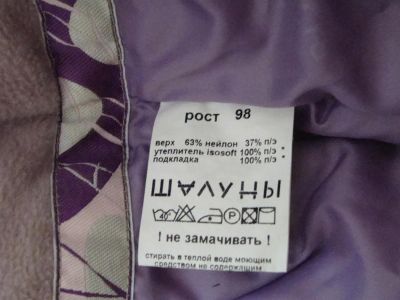 рост 98
верх 63% нейлон 37% п/э
утеплитель isosoft 100% п/э
подкладка 100% п/э
ШАЛУНЫ
! не замачивать !
стирать в теплой воде моющим
средством не содержащим